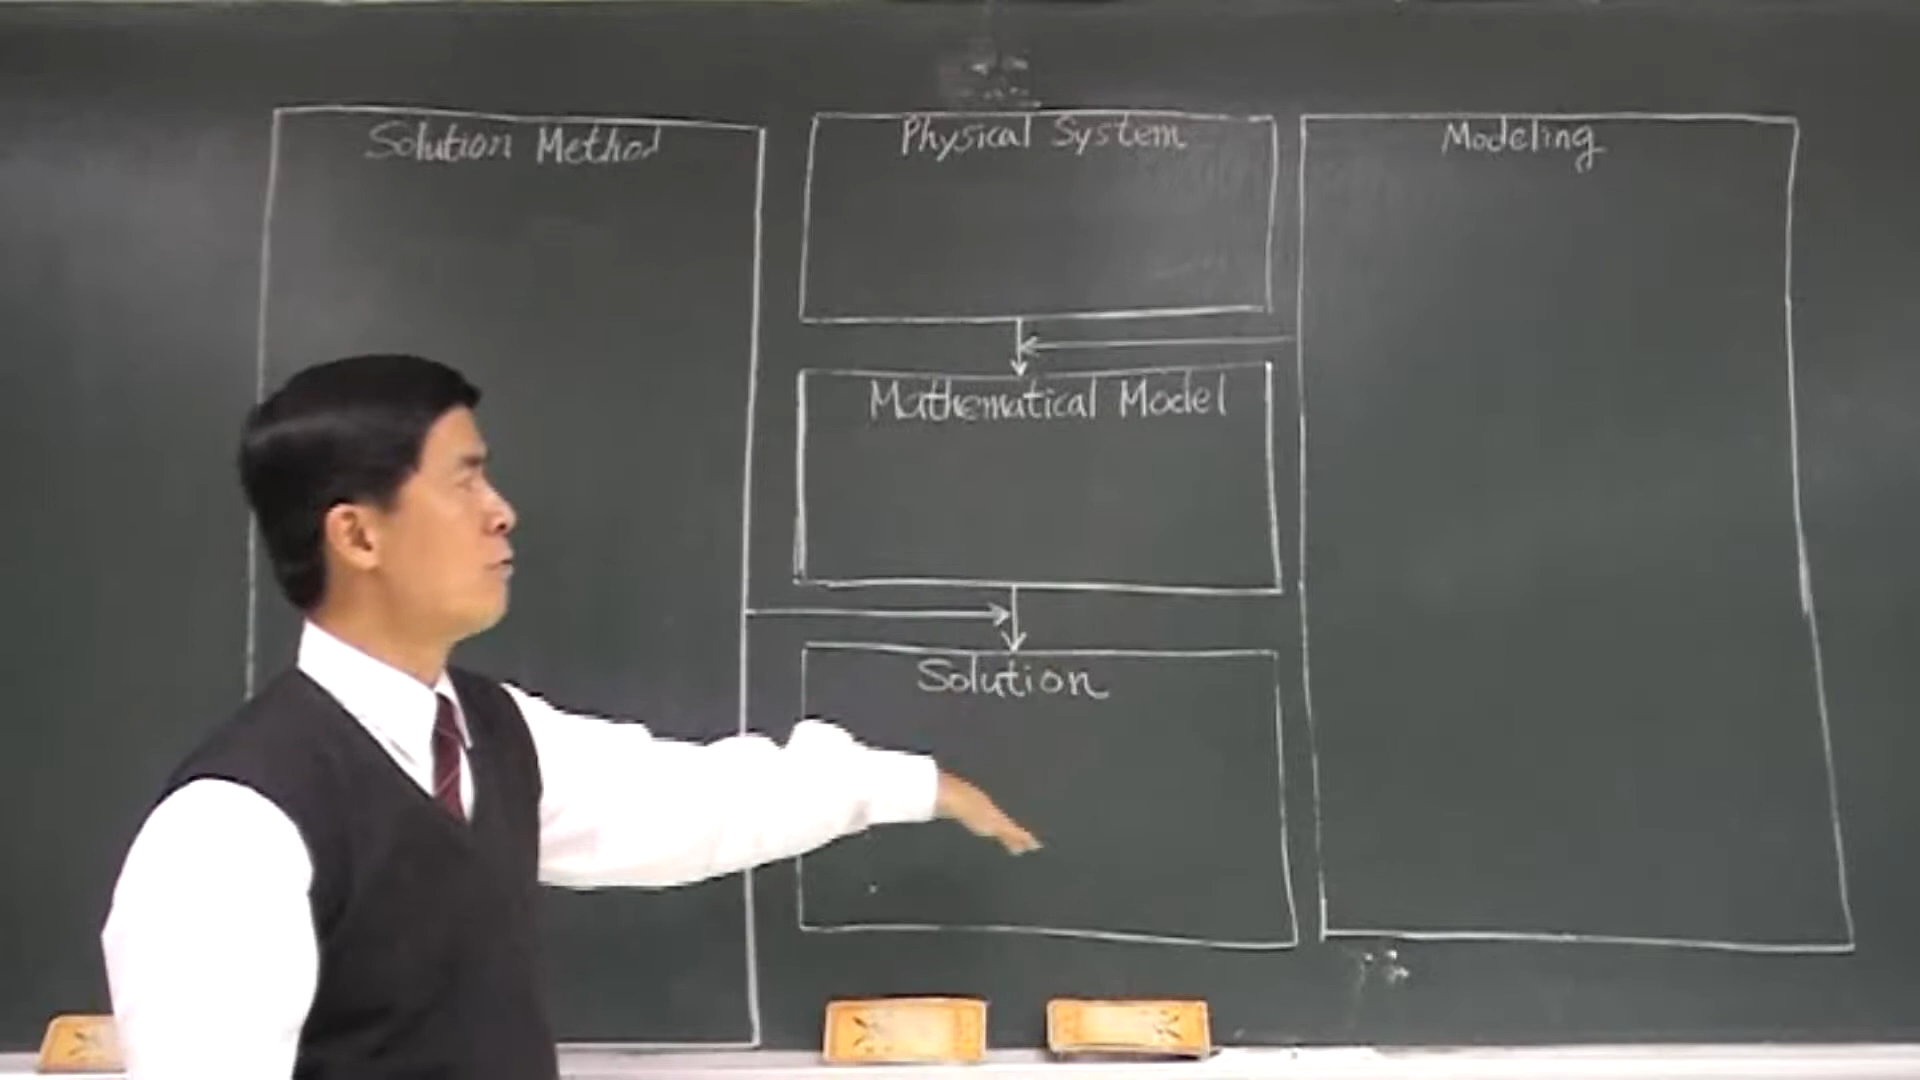 Solution Method
Physical System
Modeling
Mathematical Model
Solution